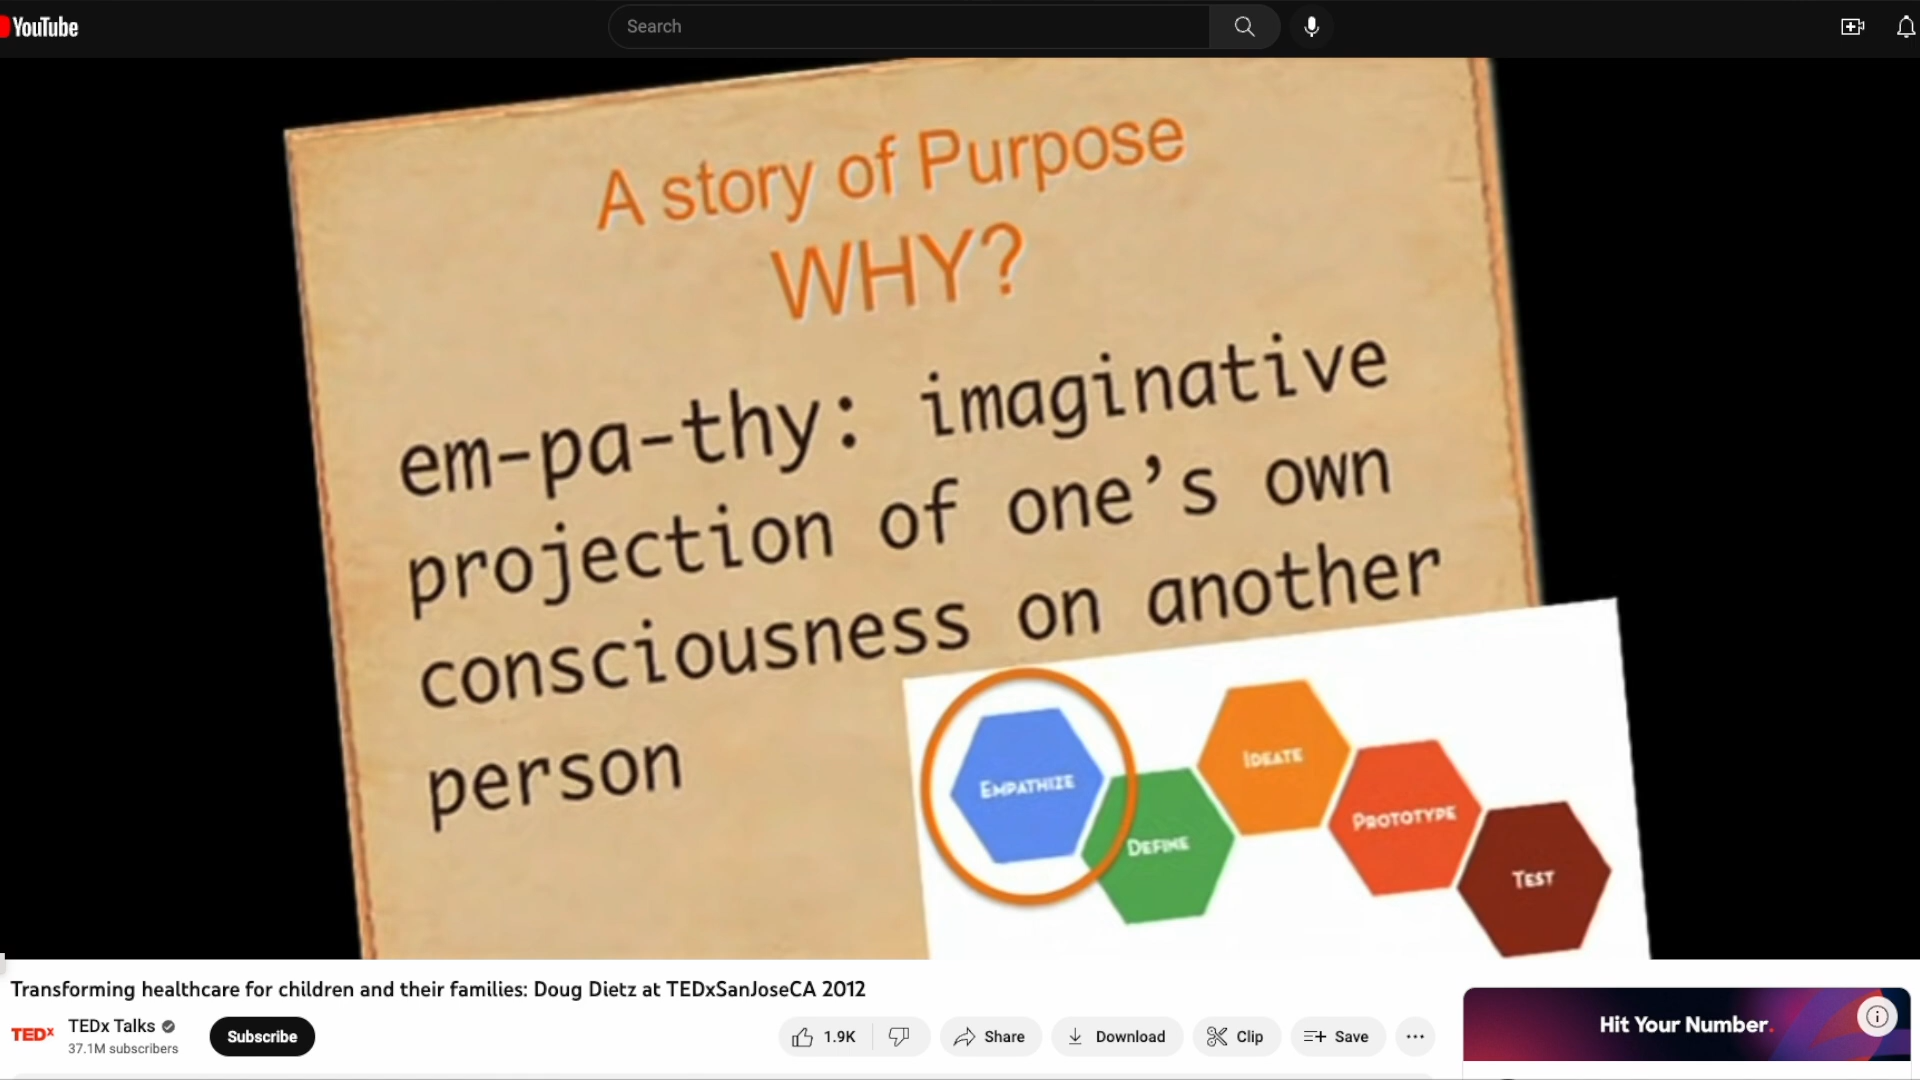 YouTube
Search
A story of Purpose
WHY?
em-pa-thy: imaginative
projection of one’s own
consciousness on another
person
EMPATHIZE
DEFINE
IDEATE
PROTOTYPE
TEST
Transforming healthcare for children and their families: Doug Dietz at TEDxSanJoseCA 2012
TEDx
TEDx Talks
37.1M subscribers
Subscribe
1.9K
Share
Download
Clip
Save
Hit Your Number.